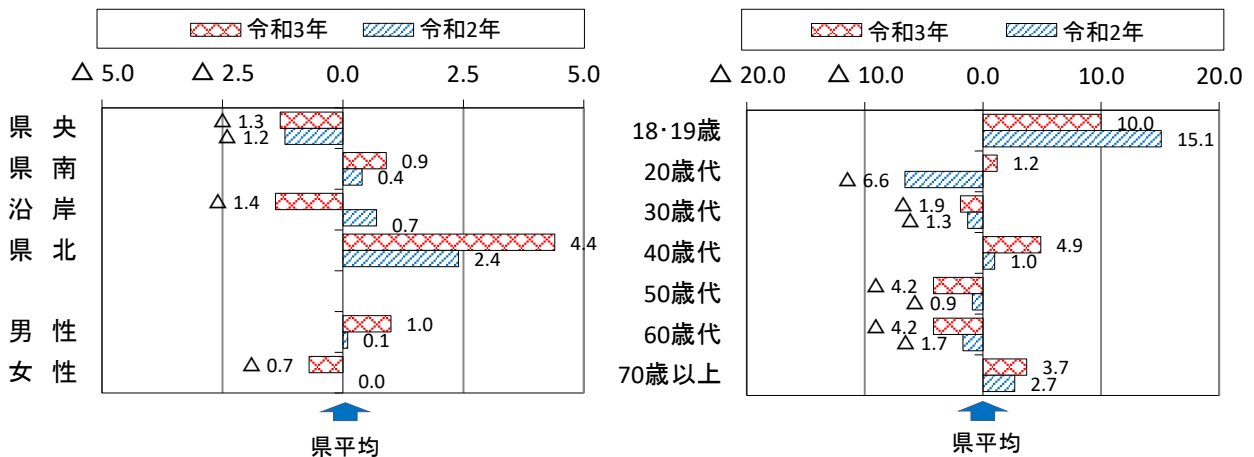 令和3年 令和2年
△ 5.0 △ 2.5 0.0 2.5 5.0
県 央 △ 1.3
△ 1.2
県 南 0.9
0.4
沿 岸 △ 1.4
0.7
県 北 4.4
2.4
男 性 1.0
0.1
女 性 △ 0.7
0.0
県平均
令和3年 令和2年
△ 20.0 △ 10.0 0.0 10.0 20.0
18･19歳 10.0
15.1
20歳代 1.2
△ 6.6
30歳代 △ 1.9
△ 1.3
40歳代 4.9
1.0
50歳代 △ 4.2
△ 0.9
60歳代 △ 4.2
△ 1.7
70歳以上 3.7
2.7
県平均